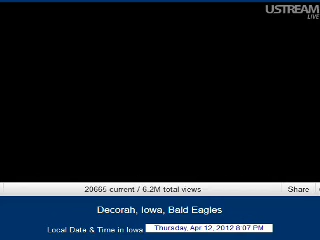 USTREAM
LIVE
20665 current / 6.2M total views
Share
Decorah, Iowa, Bald Eagles
Local Date & Time in Iowa Thursday, Apr 12, 2012 8:07 PM